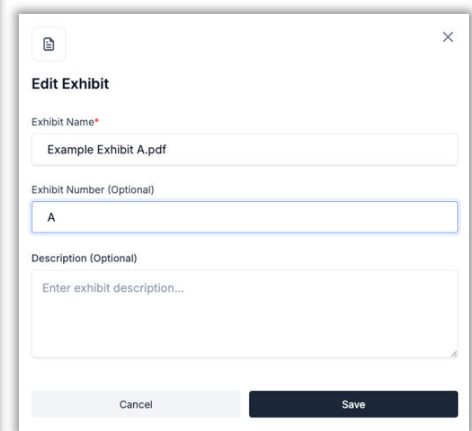 Edit Exhibit
Exhibit Name*
Example Exhibit A.pdf
Exhibit Number (Optional)
A
Description (Optional)
Enter exhibit description...
Cancel Save